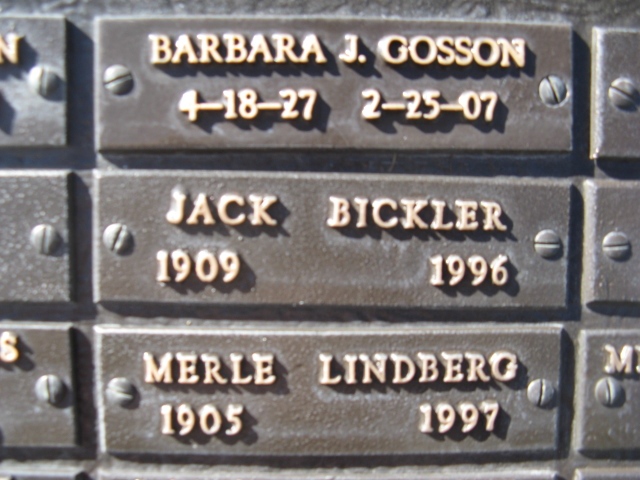 BARBARA J. GOSSON
4-18-27 2-25-07
JACK BICKLER
1909 1996
MERLE LINDBERG
1905 1997